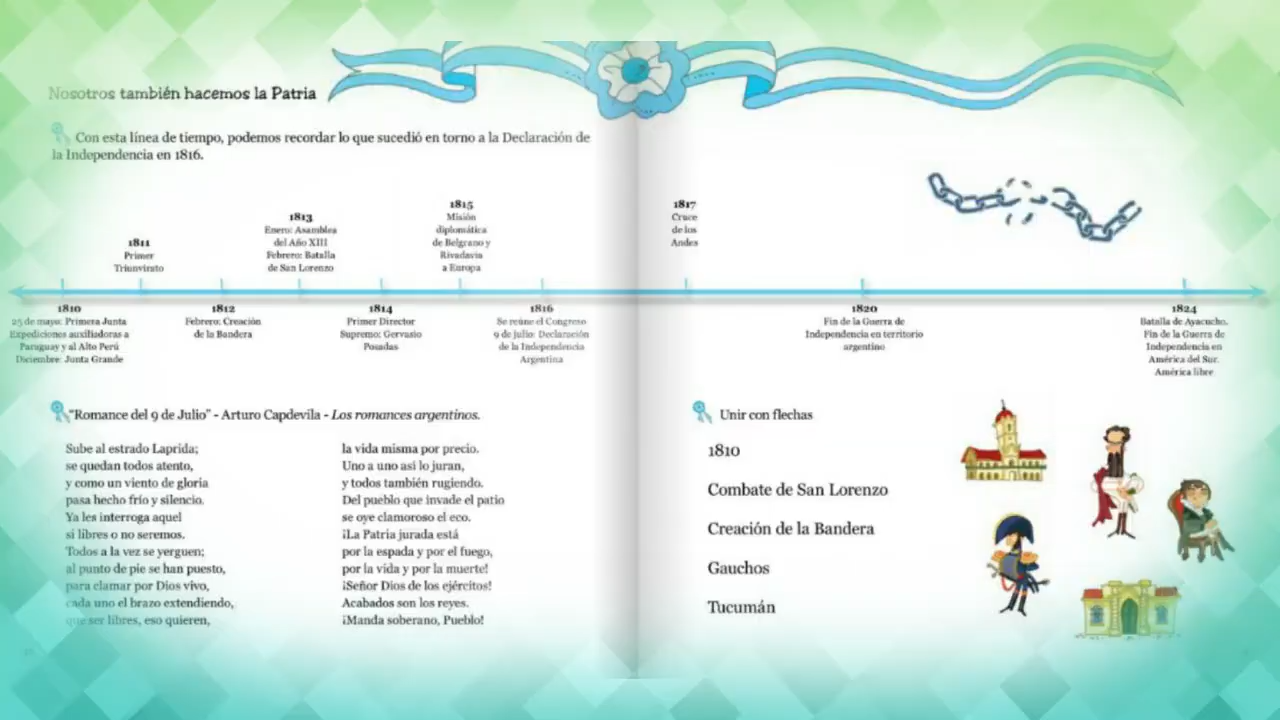 Nosotros también hacemos la Patria
Con esta línea de tiempo, podemos recordar lo que sucedió en torno a la Declaración de
la Independencia en 1816.
1811
Primer
Triunvirato
1813
Enero: Asamblea
del Año XIII
Febrero: Batalla
de San Lorenzo
1815
Misión
diplomática
de Belgrano y
Rivadavia
a Europa
1817
Cruce
de los
Andes
1810
25 de mayo: Primera Junta
Expediciones auxiliadoras a
Paraguay y al Alto Perú
Diciembre: Junta Grande
1812
Febrero: Creación
de la Bandera
1814
Primer Director
Supremo: Gervasio
Posadas
1816
Se reúne el Congreso
9 de julio: Declaración
de la Independencia
Argentina
1820
Fin de la Guerra de
Independencia en territorio
argentino
1824
Batalla de Ayacucho.
Fin de la Guerra de
Independencia en
América del Sur.
América libre
"Romance del 9 de Julio" - Arturo Capdevila - Los romances argentinos.
Sube al estrado Laprida;
se quedan todos atento,
y como un viento de gloria
pasa hecho frío y silencio.
Ya les interroga aquel
si libres o no seremos.
Todos a la vez se yerguen;
al punto de pie se han puesto,
para clamar por Dios vivo,
cada uno el brazo extendiendo,
que ser libres, eso quieren,
la vida misma por precio.
Uno a uno así lo juran,
y todos también rugiendo.
Del pueblo que invade el patio
se oye clamoroso el eco.
¡La Patria jurada está
por la espada y por el fuego,
por la vida y por la muerte!
¡Señor Dios de los ejércitos!
Acabados son los reyes.
¡Manda soberano, Pueblo!
Unir con flechas
1810
Combate de San Lorenzo
Creación de la Bandera
Gauchos
Tucumán